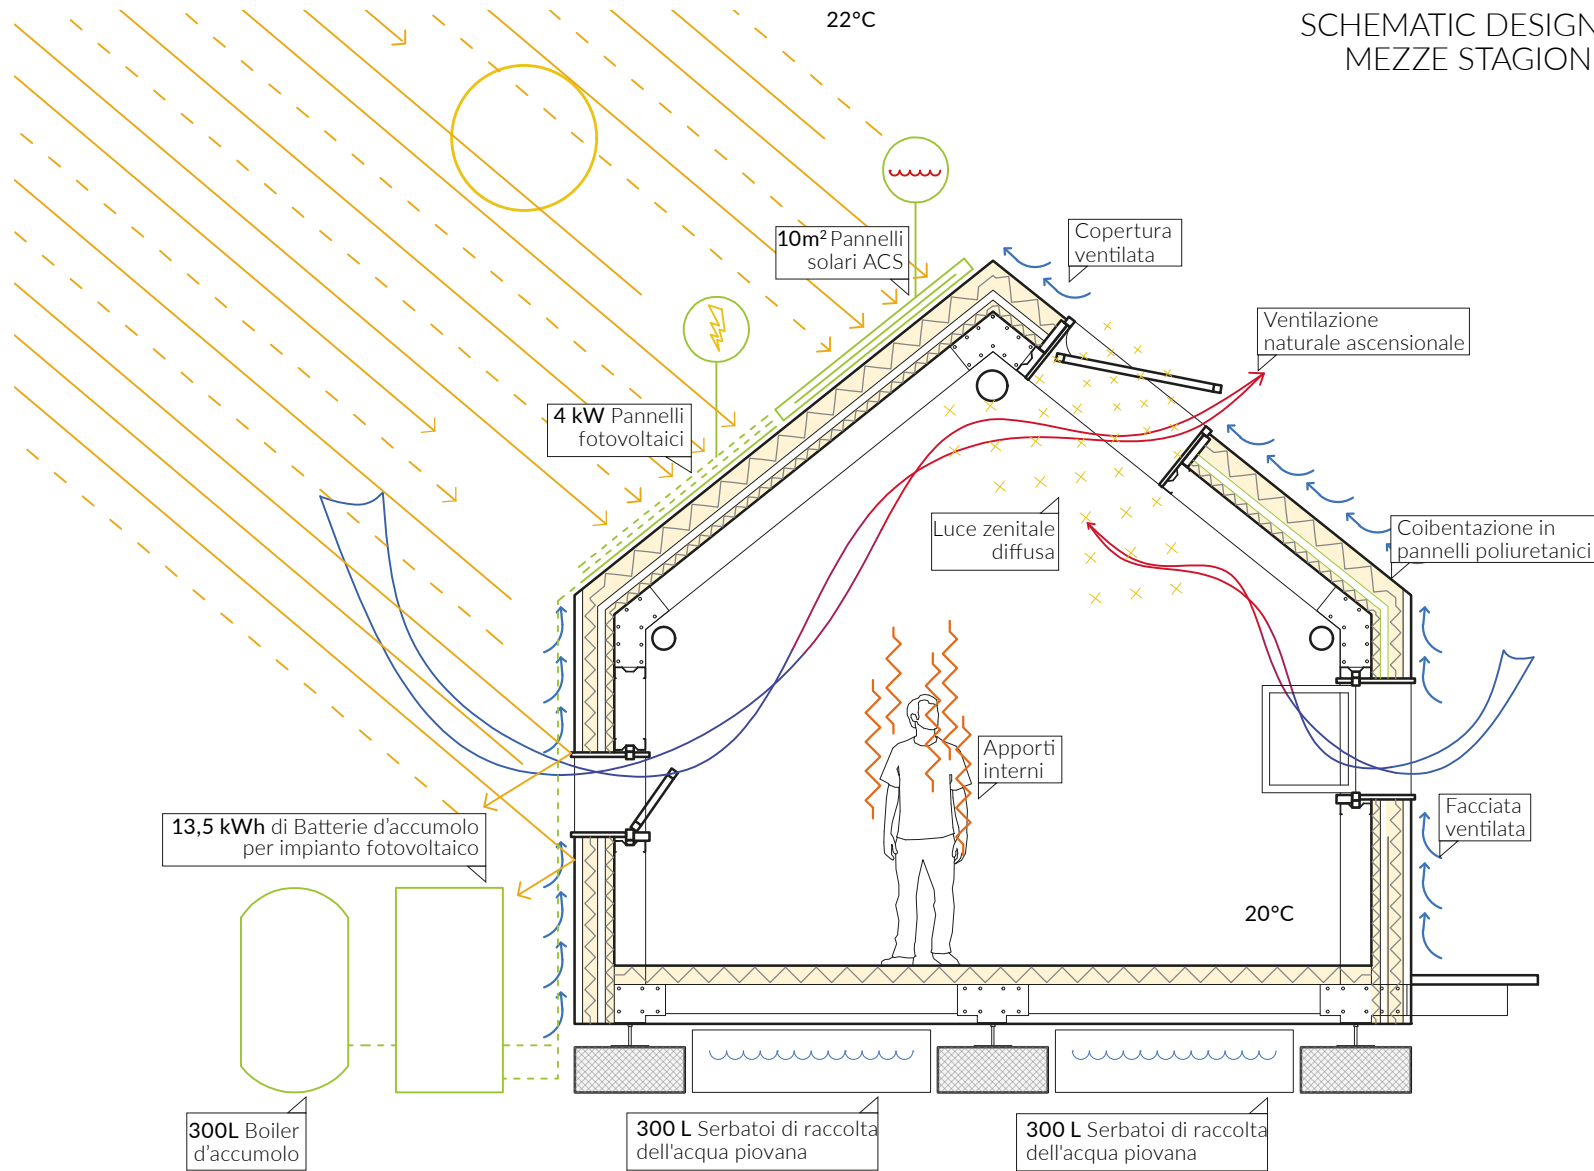 22°C
SCHEMATIC DESIGN
MEZZE STAGION
10m² Pannelli
solari ACS
Copertura
ventilata
Ventilazione
naturale ascensionale
4 kW Pannelli
fotovoltaici
Luce zenitale
diffusa
Coibentazione in
pannelli poliuretanici
Apporti
interni
13,5 kWh di Batterie d'accumolo
per impianto fotovoltaico
Facciata
ventilata
20°C
300L Boiler
d'accumolo
300 L Serbatoi di raccolta
dell'acqua piovana
300 L Serbatoi di raccolta
dell'acqua piovana